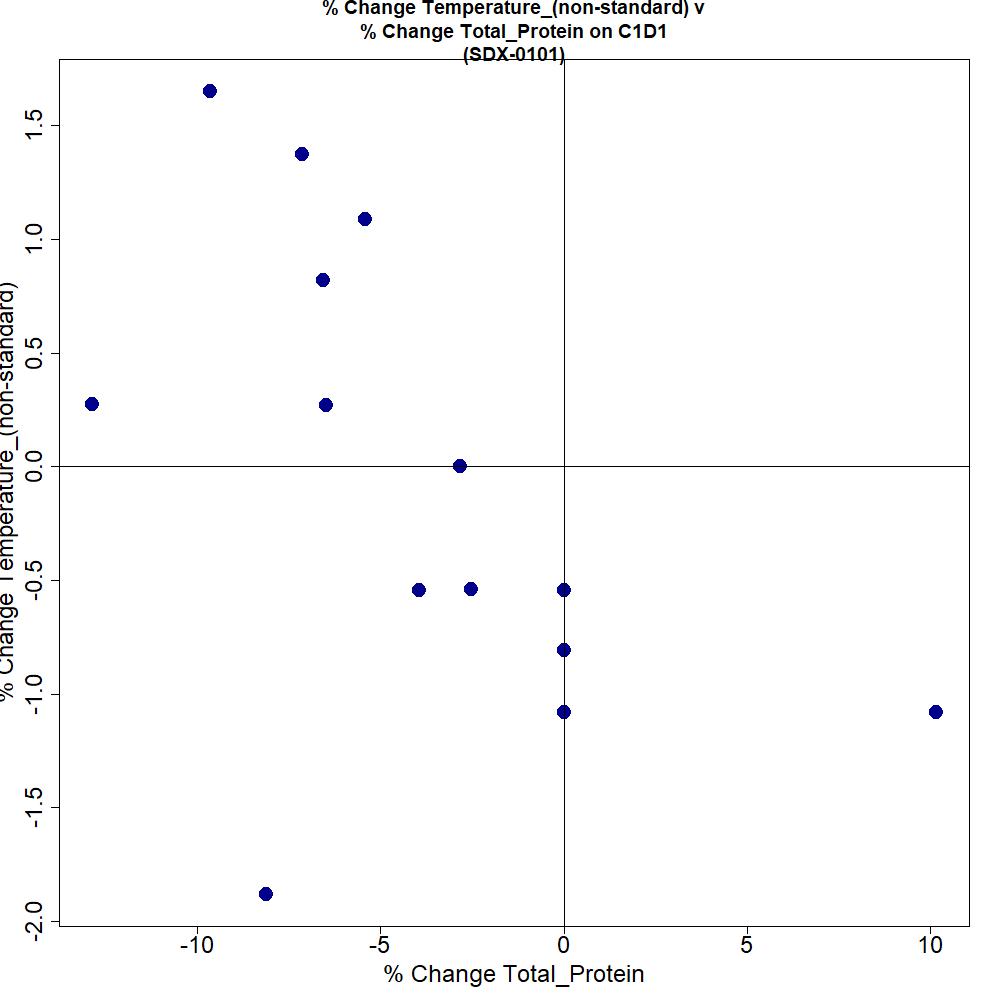 % Change Temperature_(non-standard) v
% Change Total_Protein on C1D1
(SDX-0101)
% Change Temperature_(non-standard)
1.5
1.0
0.5
0.0
-0.5
-1.0
-1.5
-2.0
-10
-5
0
5
10
% Change Total_Protein